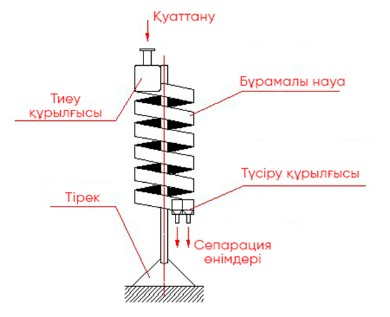 Қуаттану
Тиеу
құрылғысы
Бұрамалы науа
Түсіру құрылғысы
Тірек
Сепарация
өнімдері